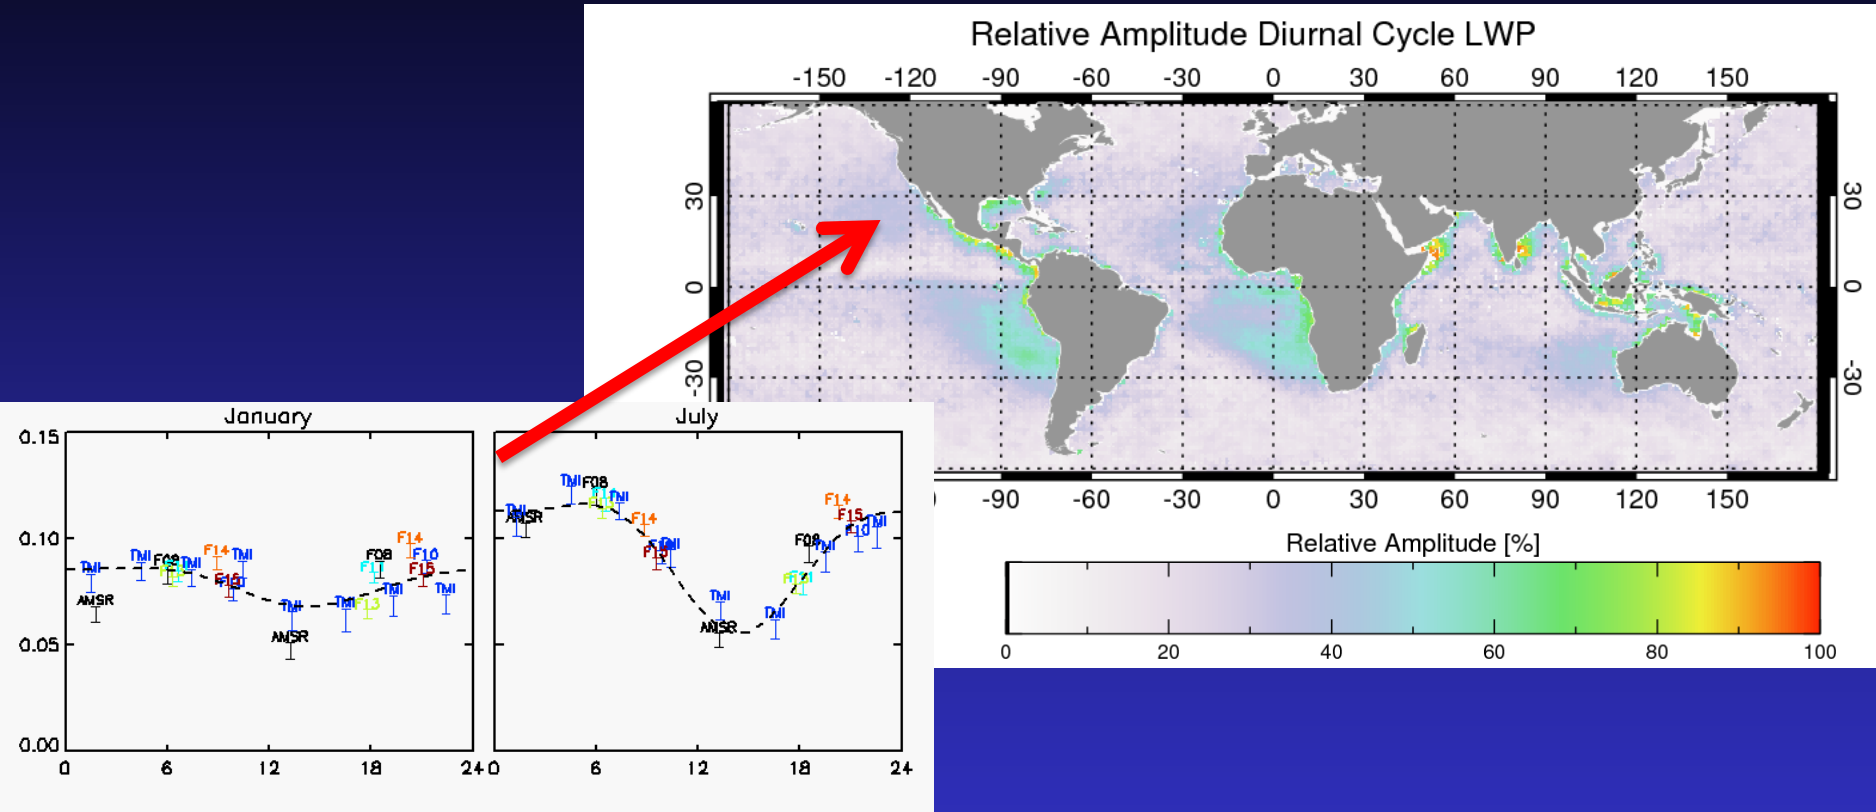 Relative Amplitude Diurnal Cycle LWP
-150 -120 -90 -60 -30 0 30 60 90 120 150
30 30
0 0
-30 -30
-90 -60 -30 0 30 60 90 120 150
Relative Amplitude [%]
0 20 40 60 80 100
January July
0.15
0.10
0.05
0.00
TMI F08
TMI TMI
AMSR
F14
F13
TMI
TMI
AMSR
TMI
F08 TMI
F14
F15
F10 TMI
TMI TMI F08 TMI F14 TMI
AMSR
F10
TMI
AMSR
TMI F13 TMI
F08
F14
F10
F15
TMI
0 6 12 18 24 0 6 12 18 24